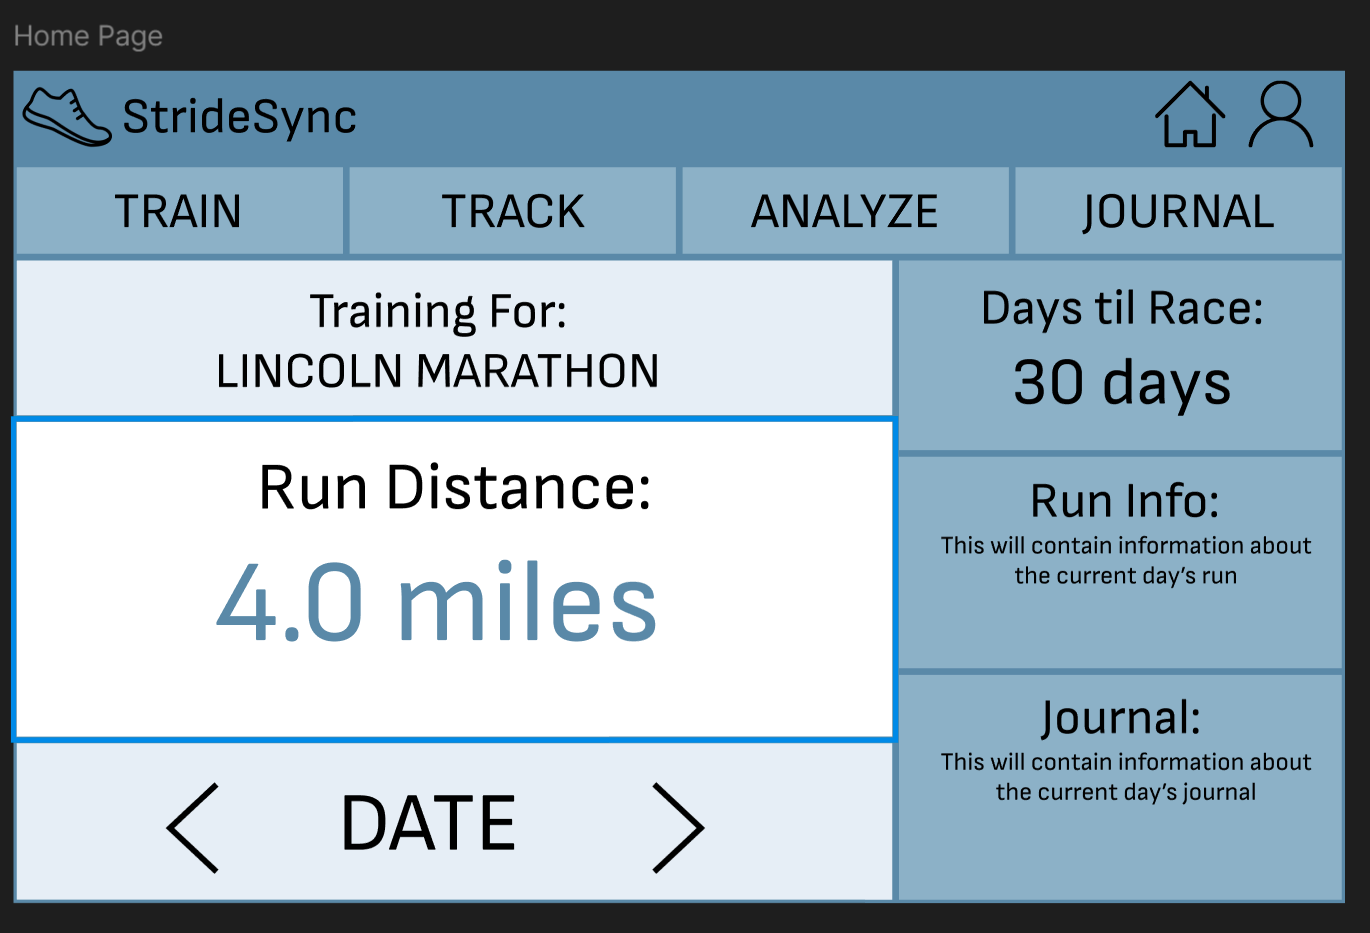 Home Page
StrideSync
TRAIN
TRACK
ANALYZE
JOURNAL
Training For:
LINCOLN MARATHON
Run Distance:
4.0 miles
DATE
Days til Race:
30 days
Run Info:
This will contain information about
the current day’s run
Journal:
This will contain information about
the current day’s journal